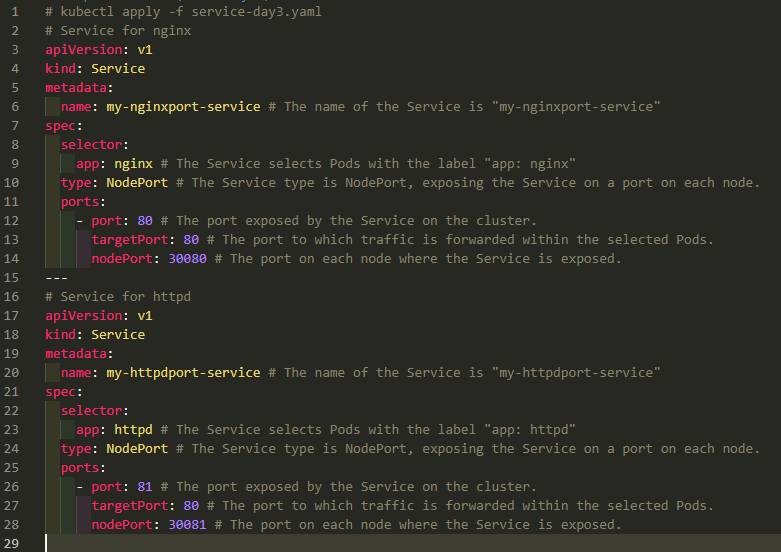 1 # kubectl apply -f service-day3.yaml
2 # Service for nginx
3 apiVersion: v1
4 kind: Service
5 metadata:
6   name: my-nginxport-service # The name of the Service is "my-nginxport-service"
7 spec:
8   selector:
9     app: nginx # The Service selects Pods with the label "app: nginx"
10   type: NodePort # The Service type is NodePort, exposing the Service on a port on each node.
11   ports:
12     - port: 80 # The port exposed by the Service on the cluster.
13       targetPort: 80 # The port to which traffic is forwarded within the selected Pods.
14       nodePort: 30080 # The port on each node where the Service is exposed.
15 ---
16 # Service for httpd
17 apiVersion: v1
18 kind: Service
19 metadata:
20   name: my-httpdport-service # The name of the Service is "my-httpdport-service"
21 spec:
22   selector:
23     app: httpd # The Service selects Pods with the label "app: httpd"
24   type: NodePort # The Service type is NodePort, exposing the Service on a port on each node.
25   ports:
26     - port: 81 # The port exposed by the Service on the cluster.
27       targetPort: 80 # The port to which traffic is forwarded within the selected Pods.
28       nodePort: 30081 # The port on each node where the Service is exposed.
29